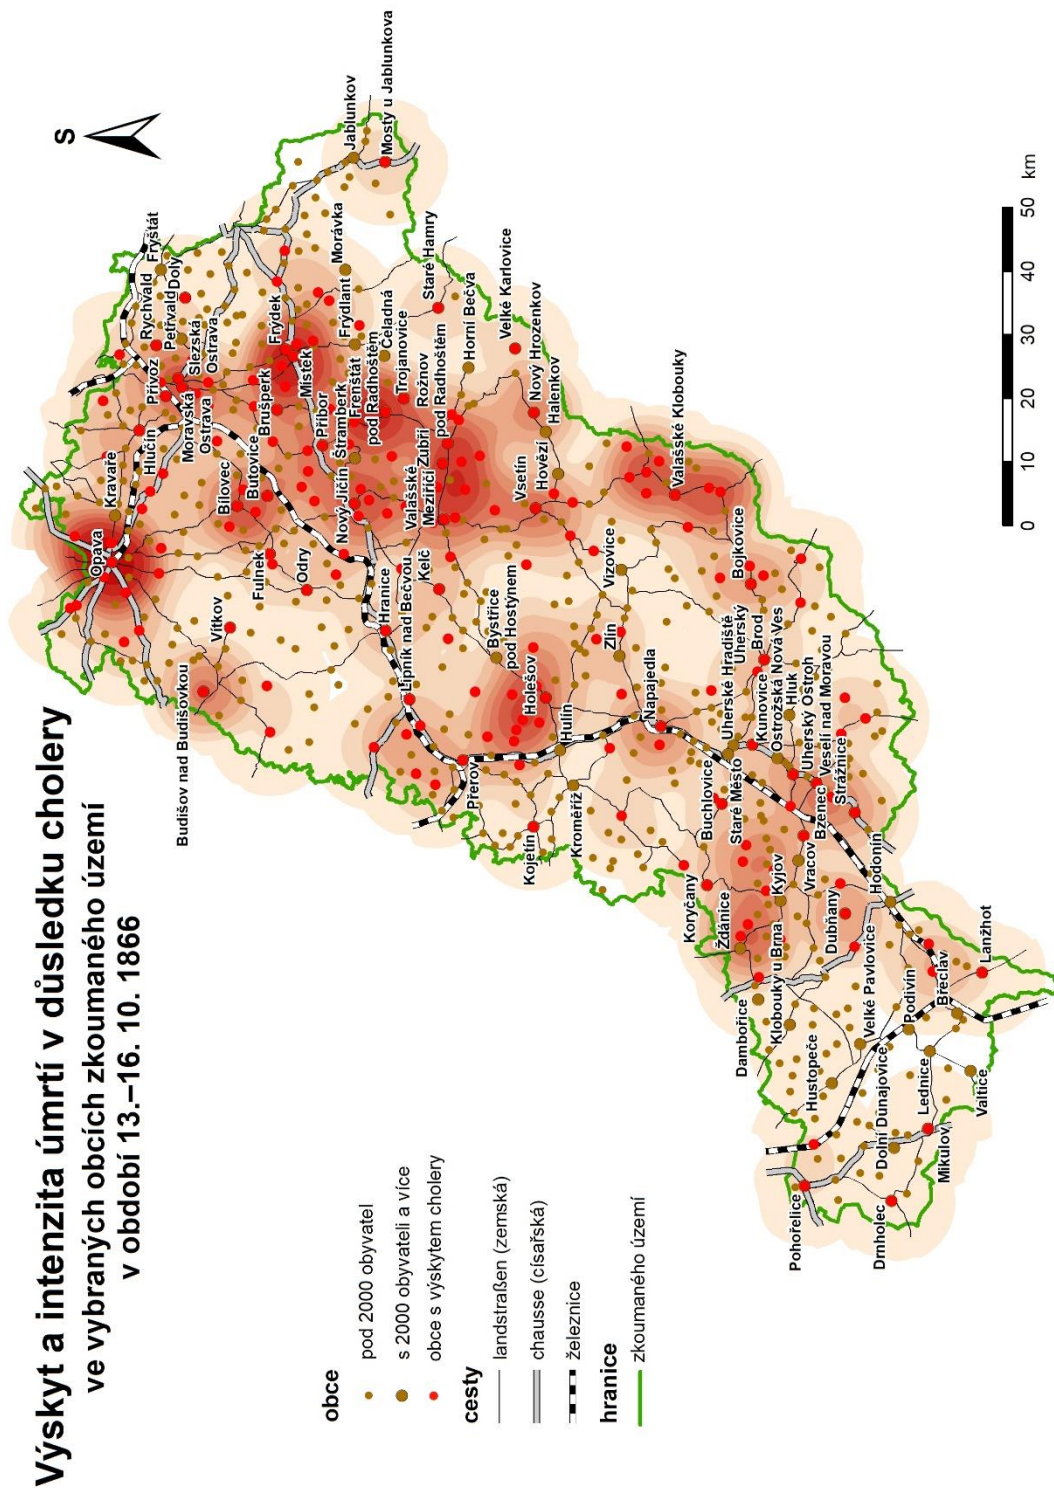 Výskyt a intenzita úmrtí v důsledku cholery
ve vybraných obcích zkoumaného území
v období 13.–16. 10. 1866
S
obce
pod 2000 obyvatel
s 2000 obyvateli a více
obce s výskytem cholery
cesty
landstraßen (zemská)
chausse (císařská)
železnice
hranice
zkoumaného území
0
10
20
30
40
50
km
Opava
Kravaře
Hlučín
Přívoz
Rychvald
Fryštát
Petřvald
Doly
Slezská
Ostrava
Moravská
Ostrava
Budišov nad Budišovkou
Vítkov
Bílovec
Butovice
Brušperk
Frýdek
Místek
Fulnek
Odry
Příbor
Štramberk
Nový Jičín
Frenštát
pod Radhoštěm
Frýdlant
Morávka
Čeladná
Trojanovice
Jablunkov
Mosty u Jablunkova
Staré Hamry
Hranice
Lipník nad Bečvou
Valašské
Meziříčí
Kelč
Zubří
Rožnov
pod Radhoštěm
Horní Bečva
Velké Karlovice
Přerov
Bystřice
pod Hostýnem
Holešov
Vsetín
Hovězí
Halenkov
Nový Hrozenkov
Kojetín
Kroměříž
Hulín
Zlín
Vizovice
Valašské Klobouky
Napajedla
Koryčany
Buchlovice
Staré Město
Uherské Hradiště
Kunovice
Uherský
Brod
Bojkovice
Ždánice
Kyjov
Vracov
Bzenec
Ostrožská Nová Ves
Hluk
Uherský Ostroh
Veselí nad Moravou
Strážnice
Dambořice
Klobouky u Brna
Dubňany
Hodonín
Hustopeče
Velké Pavlovice
Podivín
Břeclav
Lanžhot
Pohořelice
Dolní Dunajovice
Lednice
Valtice
Drnholec
Mikulov